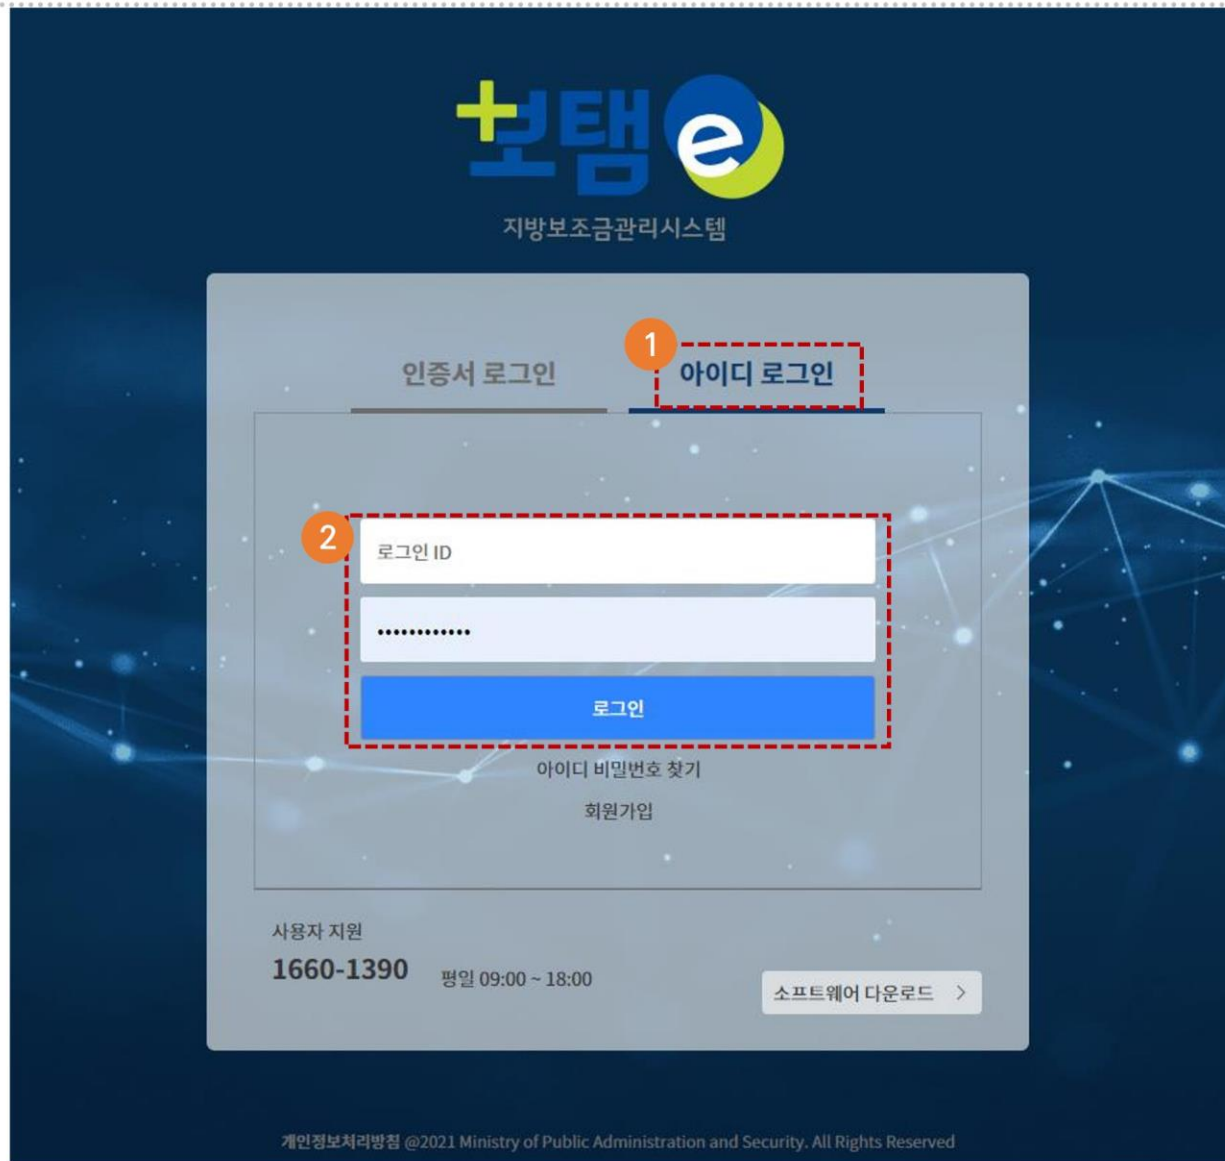 보탬e
지방보조금관리시스템
인증서 로그인
1
아이디 로그인
2
로그인 ID
••••••••••••
로그인
아이디 비밀번호 찾기
회원가입
사용자 지원
1660-1390 평일 09:00 ~ 18:00
소프트웨어 다운로드 >
개인정보처리방침 @2021 Ministry of Public Administration and Security. All Rights Reserved